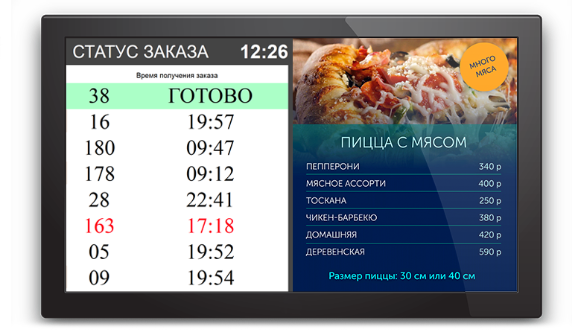 СТАТУС ЗАКАЗА 12:26
Время получения заказа
38 ГОТОВО
16 19:57
180 09:47
178 09:12
28 22:41
163 17:18
05 19:52
09 19:54
МНОГО
МЯСА
ПИЦЦА С МЯСОМ
ПЕППЕРОНИ 340 р
МЯСНОЕ АССОРТИ 400 р
ТОСКАНА 250 р
ЧИКЕН-БАРБЕКЮ 380 р
ДОМАШНЯЯ 420 р
ДЕРЕВЕНСКАЯ 590 р
Размер пиццы: 30 см или 40 см